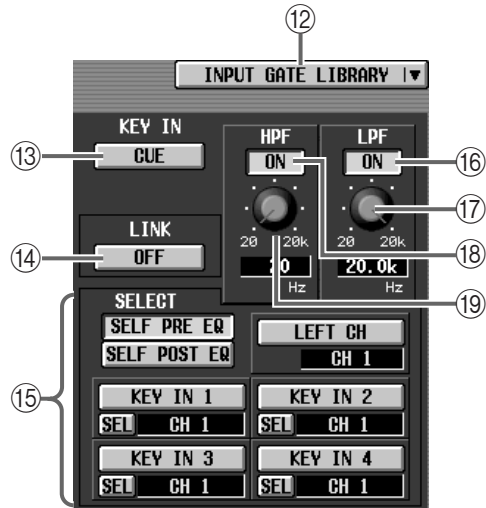 ⑫
INPUT GATE LIBRARY
KEY IN
HPF
LPF
⑬
CUE
ON
ON
⑯
⑰
LINK
20 20k
20 20k
⑱
⑭
OFF
20
20.0k
Hz
Hz
⑲
SELECT
SELF PRE EQ
LEFT CH
SELF POST EQ
CH 1
⑮
KEY IN 1
KEY IN 2
SEL CH 1
SEL CH 1
KEY IN 3
KEY IN 4
SEL CH 1
SEL CH 1